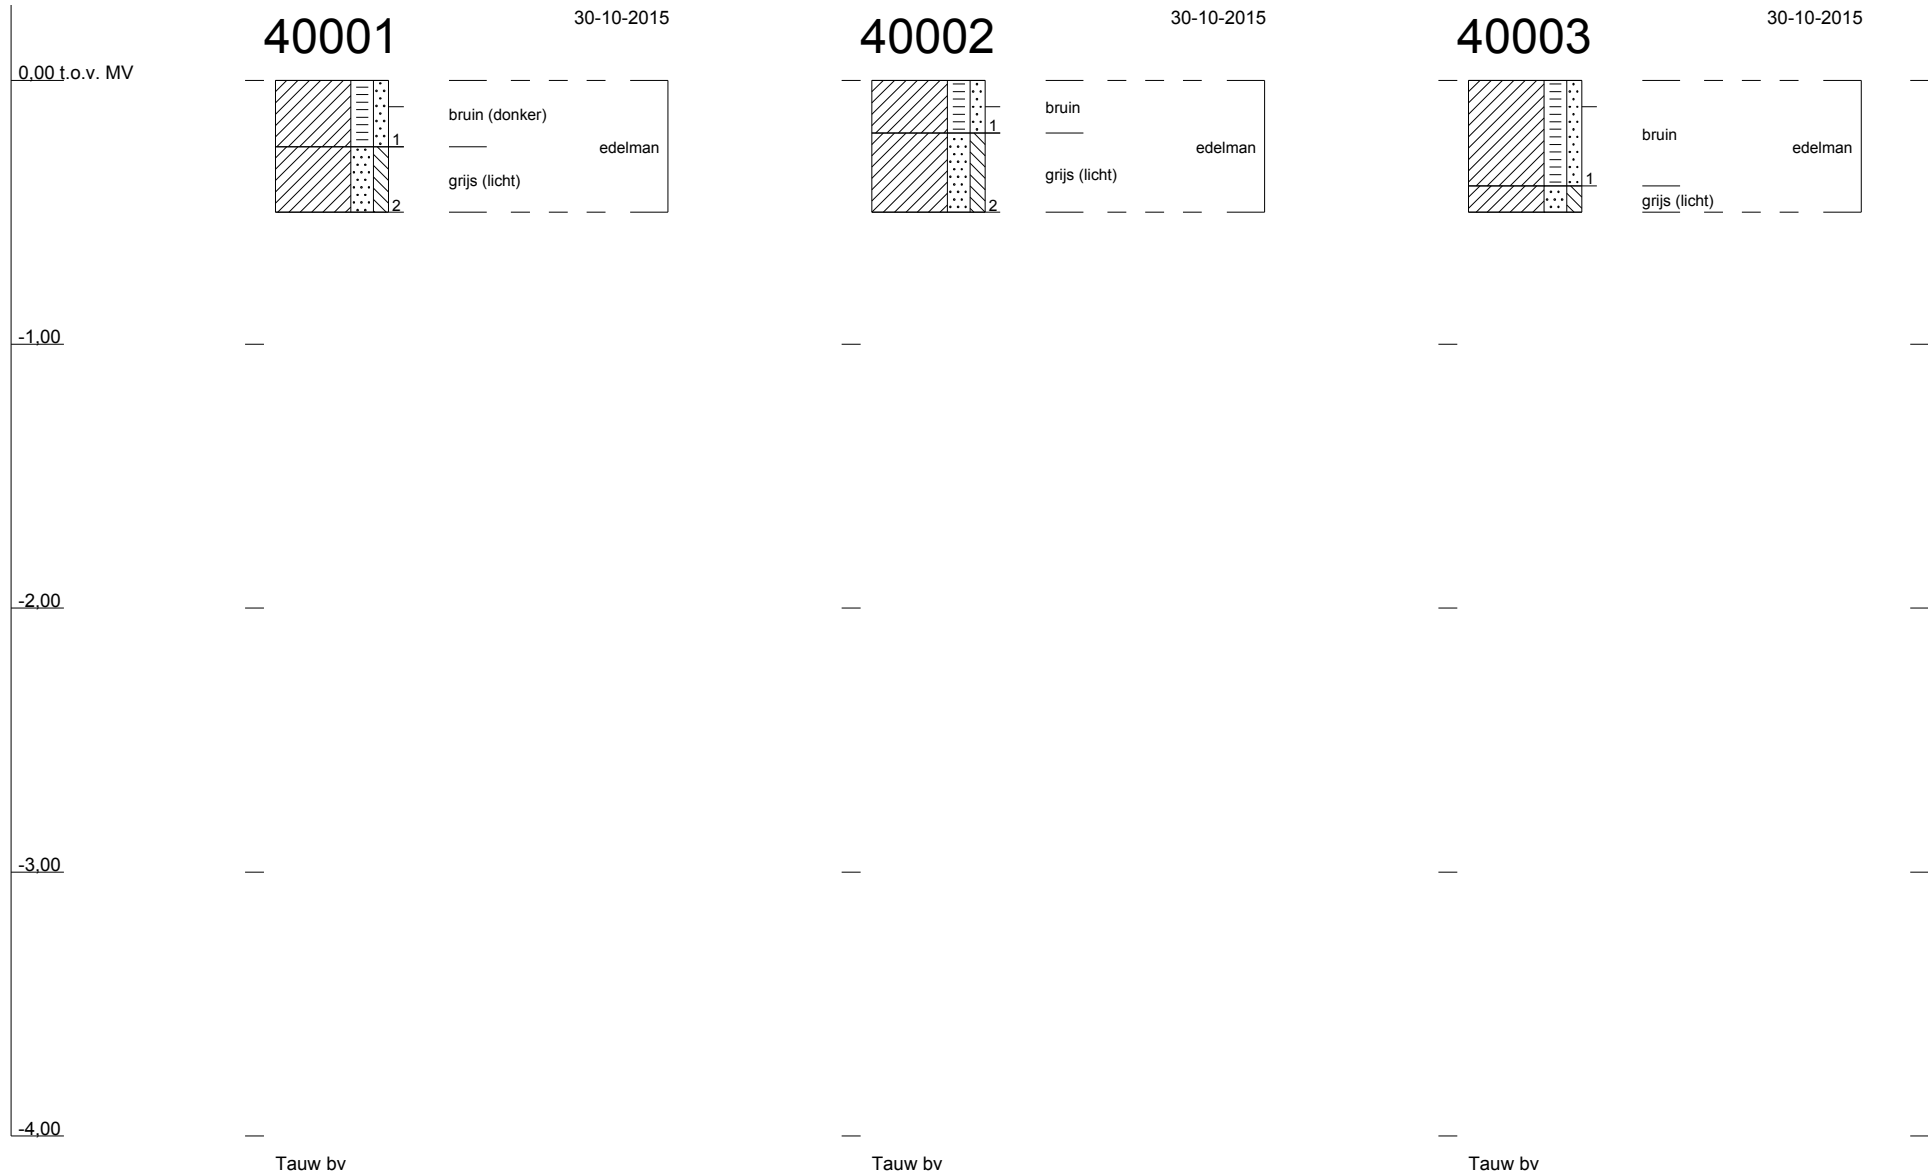 40001
30-10-2015
40002
30-10-2015
40003
30-10-2015
0,00 t.o.v. MV
bruin (donker)
1
edelman
grijs (licht)
2
bruin
1
edelman
grijs (licht)
2
bruin
edelman
1
grijs (licht)
-1,00
-2,00
-3,00
-4,00
Tauw bv
Tauw bv
Tauw bv